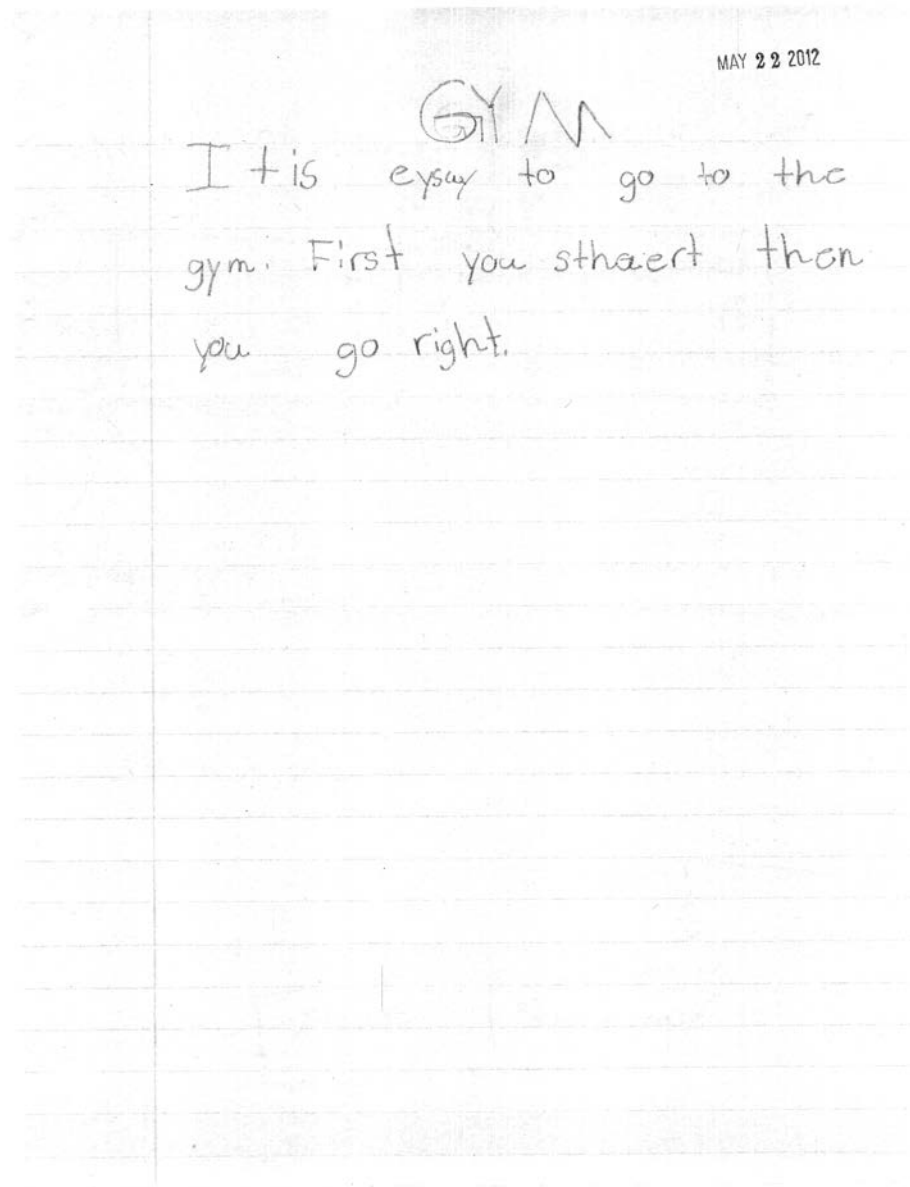 MAY 22 2012
GYM
It is eysay to go to the
gym. First you sthaert then
you go right.